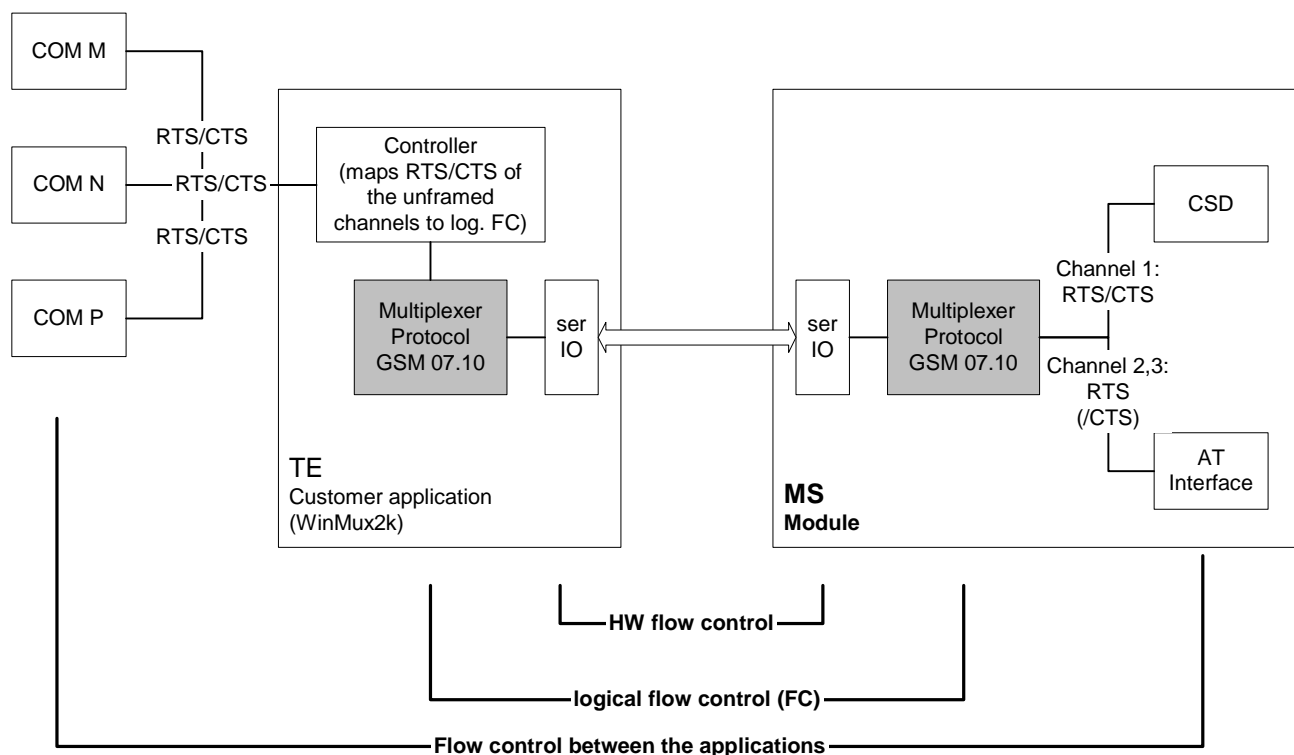 COM M
RTS/CTS
COM N
RTS/CTS
RTS/CTS
COM P
Controller
(maps RTS/CTS of
the unframed
channels to log. FC)
Multiplexer
Protocol
GSM 07.10
ser
IO
TE
Customer application
(WinMux2k)
ser
IO
Multiplexer
Protocol
GSM 07.10
CSD
Channel 1:
RTS/CTS
Channel 2,3:
RTS
(/CTS)
AT
Interface
MS
Module
HW flow control
logical flow control (FC)
Flow control between the applications